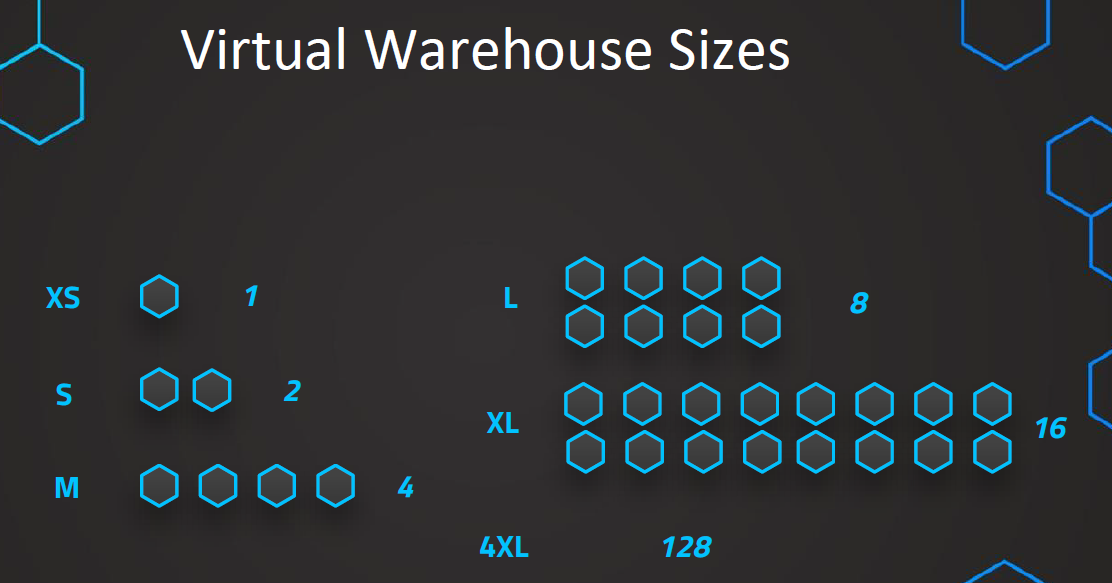 Virtual Warehouse Sizes
XS 1
S 2
M 4
L 8
XL 16
4XL 128